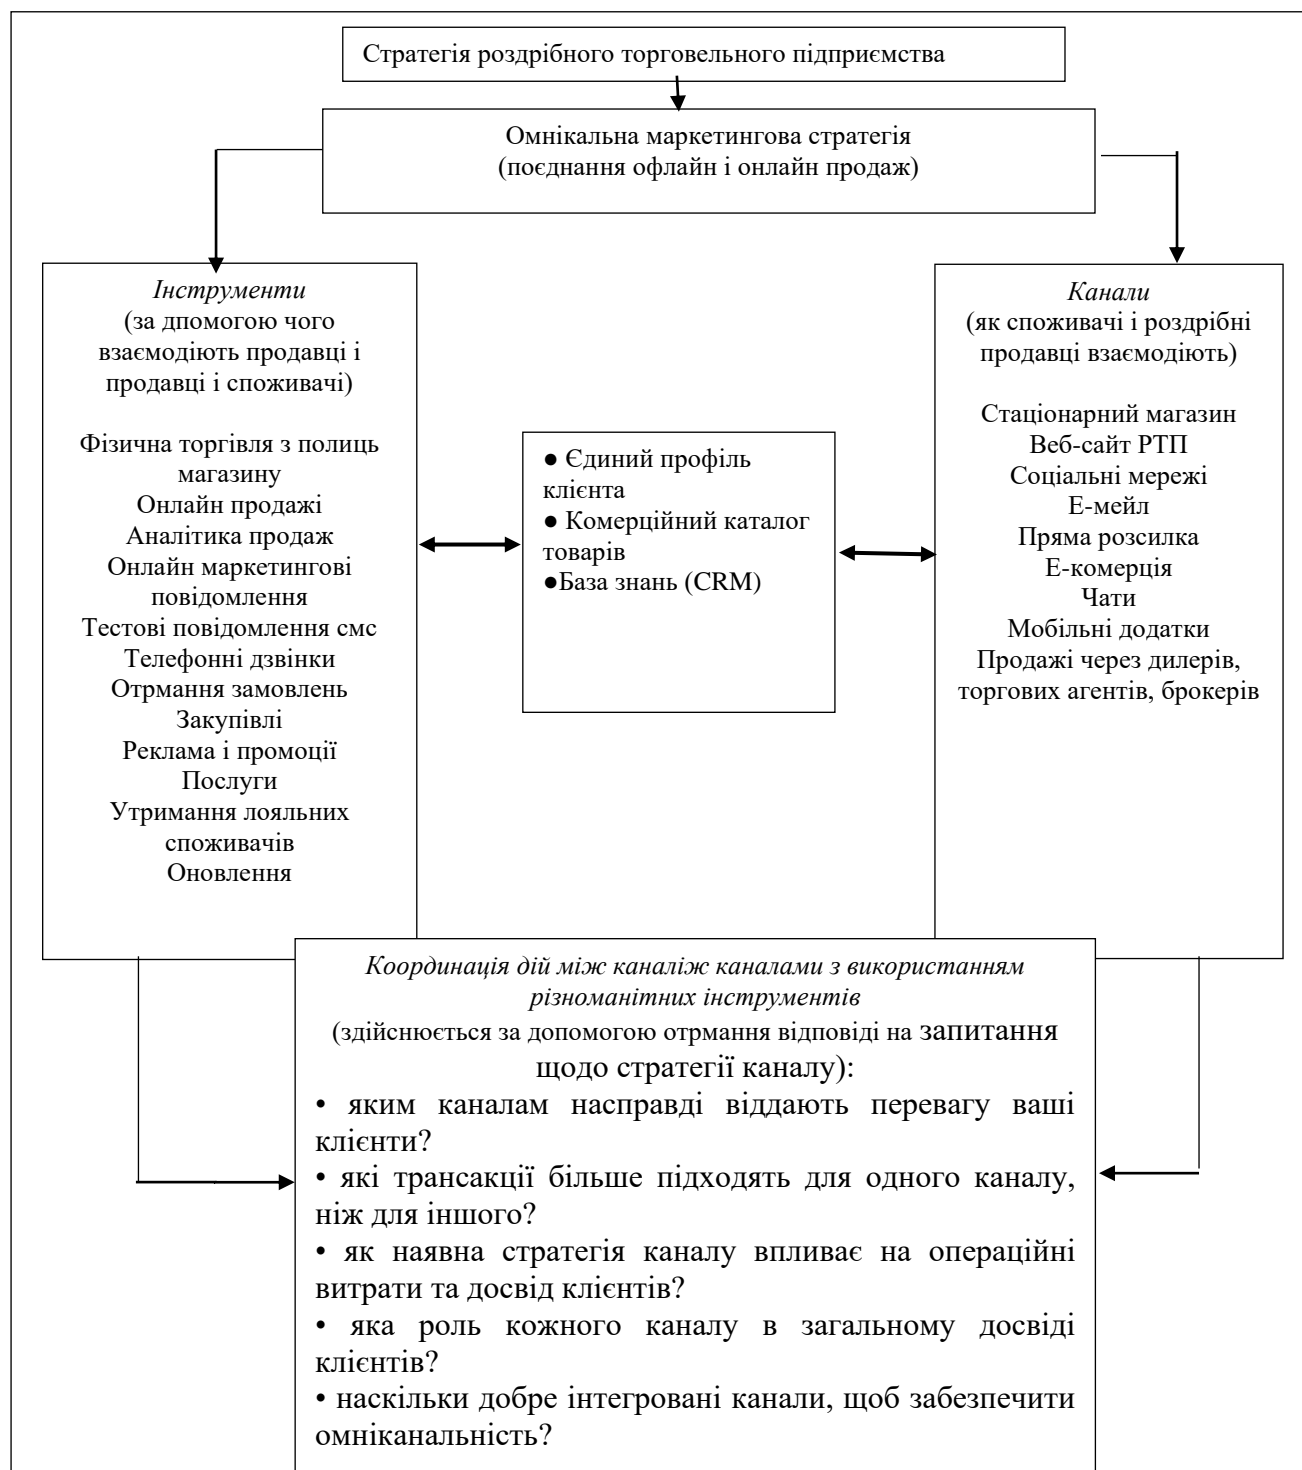 Стратегія роздрібного торговельного підприємства
Омнікальна маркетингова стратегія
(поєднання офлайн і онлайн продаж)
Інструменти
(за дпомогою чого
взаємодіють продавці і
продавці і споживачі)
Фізична торгівля з полиць
магазину
Онлайн продажі
Аналітика продаж
Онлайн маркетингові
повідомлення
Тестові повідомлення смс
Телефонні дзвінки
Отрмання замовлень
Закупівлі
Реклама і промоції
Послуги
Утримання лояльних
споживачів
Оновлення
● Єдиний профіль
клієнта
● Комерційний каталог
товарів
●База знань (CRM)
Канали
(як споживачі і роздрібні
продавці взаємодіють)
Стаціонарний магазин
Веб-сайт РТП
Соціальні мережі
Е-мейл
Пряма розсилка
Е-комерція
Чати
Мобільні додатки
Продажі через дилерів,
торгових агентів, брокерів
Координація дій між каналіж каналами з використанням
різноманітних інструментів
(здійснюється за допомогою отрмання відповіді на запитання
щодо стратегії каналу):
• яким каналам насправді віддають перевагу ваші
клієнти?
• які трансакції більше підходять для одного каналу,
ніж для іншого?
• як наявна стратегія каналу впливає на операційні
витрати та досвід клієнтів?
• яка роль кожного каналу в загальному досвіді
клієнтів?
• наскільки добре інтегровані канали, щоб забезпечити
омніканальність?